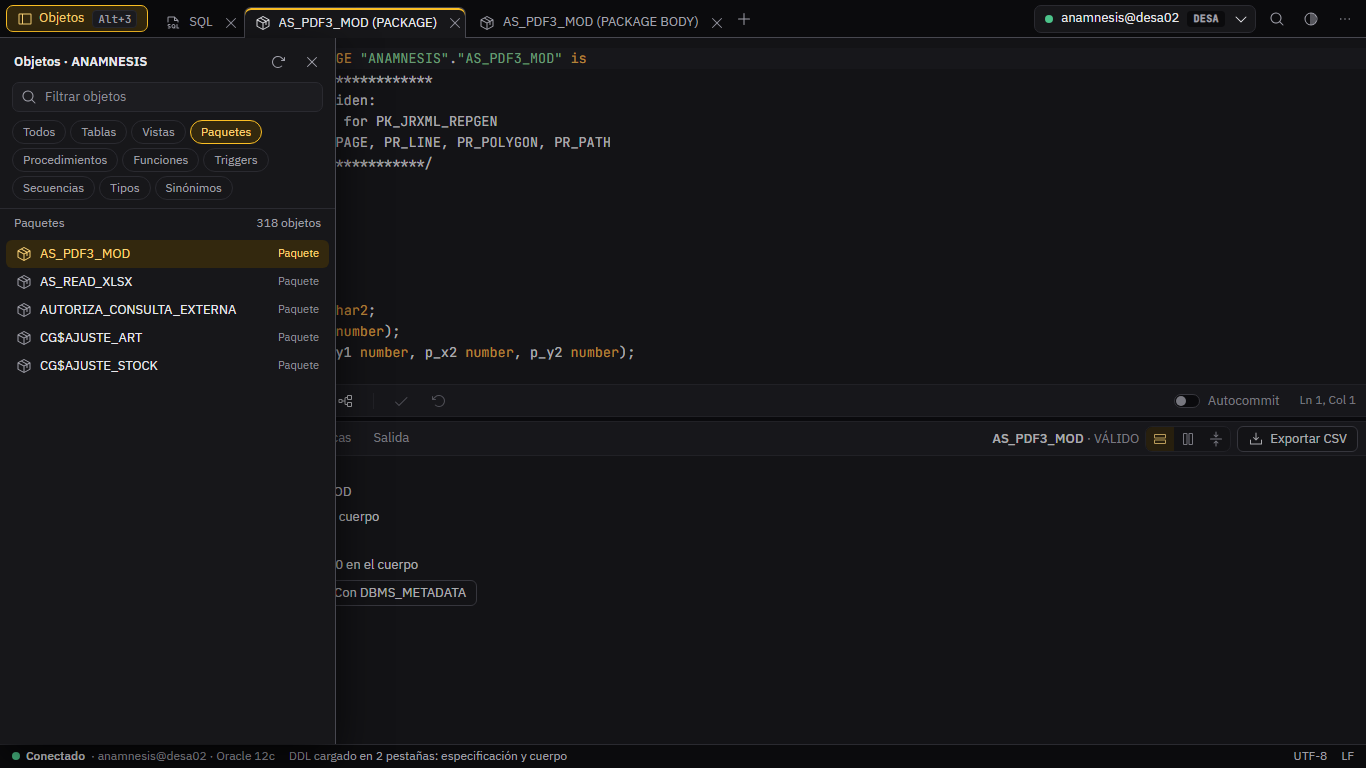 Objetos Alt+3 SQL SQL AS_PDF3_MOD (PACKAGE) AS_PDF3_MOD (PACKAGE BODY) anamnesis@desa02 DESA
Objetos · ANAMNESIS
Filtrar objetos
Todos Tablas Vistas Paquetes
Procedimientos Funciones Triggers
Secuencias Tipos Sinónimos
Paquetes 318 objetos
AS_PDF3_MOD Paquete
AS_READ_XLSX Paquete
AUTORIZA_CONSULTA_EXTERNA Paquete
CG$AJUSTE_ART Paquete
CG$AJUSTE_STOCK Paquete
GE "ANAMNESIS"."AS_PDF3_MOD" is
************
iden:
for PK_JRXML_REPGEN
PAGE, PR_LINE, PR_POLYGON, PR_PATH
***********/
har2;
number);
y1 number, p_x2 number, p_y2 number);
Autocommit Ln 1, Col 1
cas Salida AS_PDF3_MOD · VÁLIDO Exportar CSV
OD
cuerpo
0 en el cuerpo
Con DBMS_METADATA
Conectado · anamnesis@desa02 · Oracle 12c DDL cargado en 2 pestañas: especificación y cuerpo UTF-8 LF